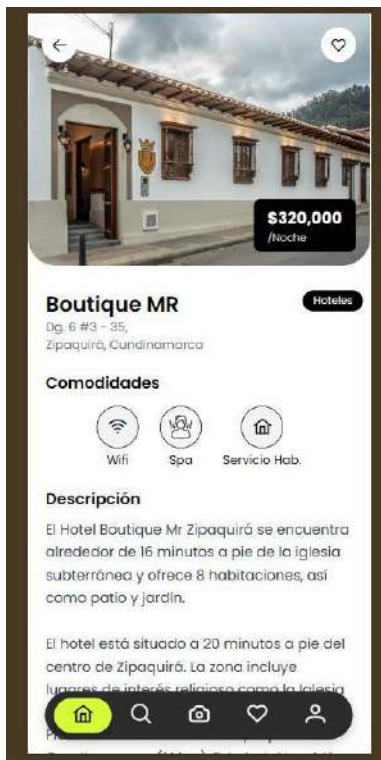 $320,000
/Noche
Boutique MR
Hoteles
Dg. 6 #3 - 35,
Zipaquirá, Cundinamarca
Comodidades
Wifi
Spa
Servicio Hab.
Descripción
El Hotel Boutique Mr Zipaquirá se encuentra
alrededor de 16 minutos a pie de la iglesia
subterránea y ofrece 8 habitaciones, así
como patio y jardín.
El hotel está situado a 20 minutos a pie del
centro de Zipaquirá. La zona incluye
lugares de interés religioso como la Iglesia